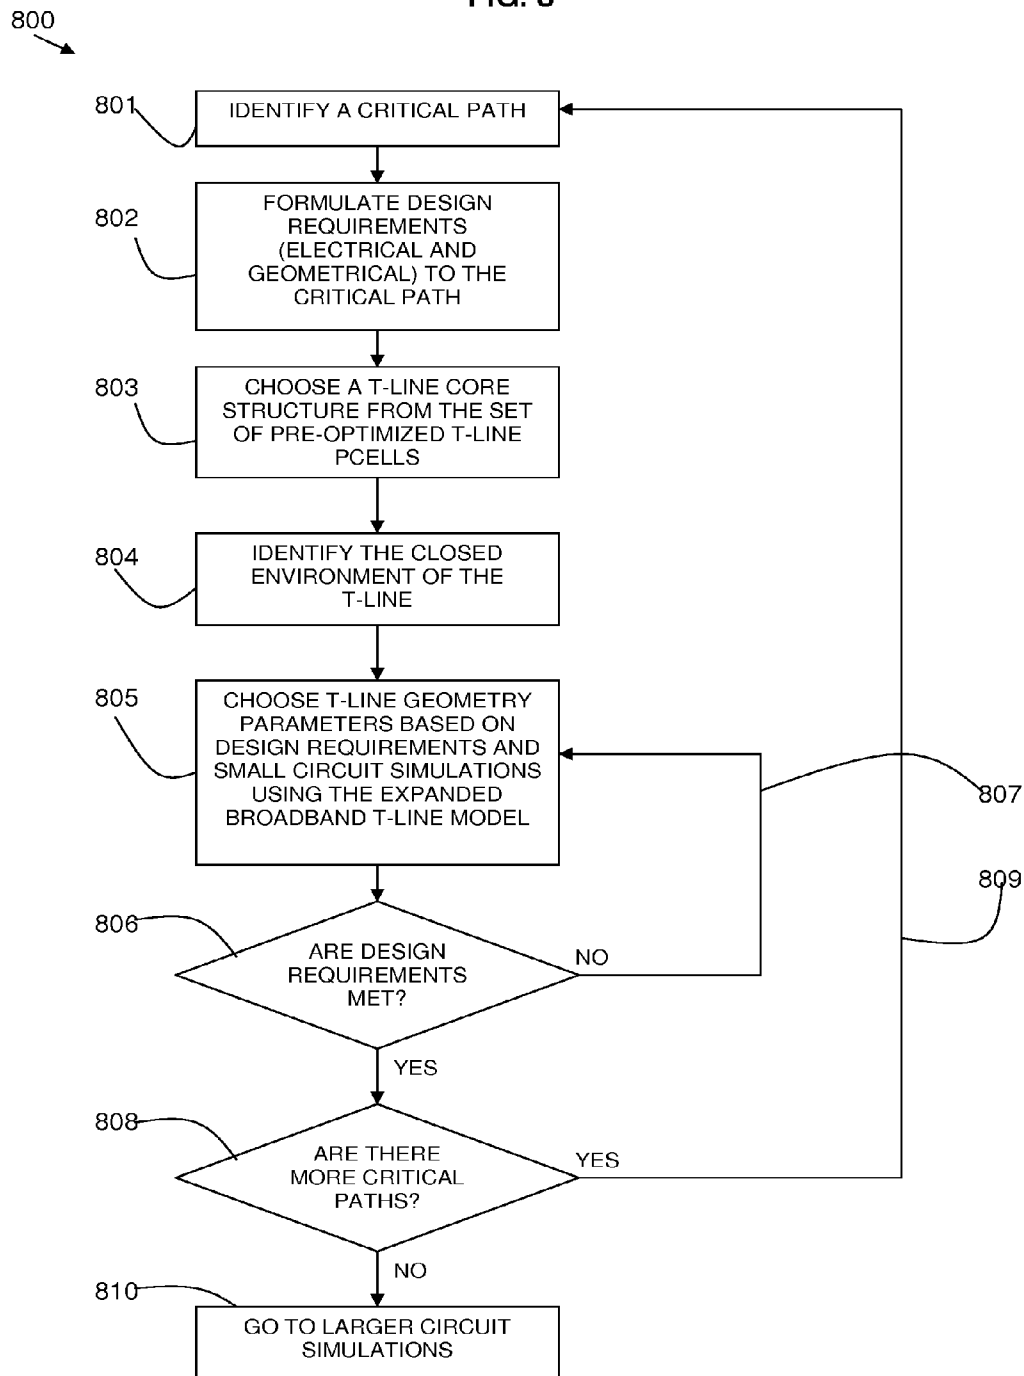 800
801
IDENTIFY A CRITICAL PATH
802
FORMULATE DESIGN
REQUIREMENTS
(ELECTRICAL AND
GEOMETRICAL) TO THE
CRITICAL PATH
803
CHOOSE A T-LINE CORE
STRUCTURE FROM THE SET
OF PRE-OPTIMIZED T-LINE
PCELLS
804
IDENTIFY THE CLOSED
ENVIRONMENT OF THE
T-LINE
805
CHOOSE T-LINE GEOMETRY
PARAMETERS BASED ON
DESIGN REQUIREMENTS AND
SMALL CIRCUIT SIMULATIONS
USING THE EXPANDED
BROADBAND T-LINE MODEL
807
809
806
ARE DESIGN
REQUIREMENTS
MET?
NO
YES
808
ARE THERE
MORE CRITICAL
PATHS?
YES
NO
810
GO TO LARGER CIRCUIT
SIMULATIONS